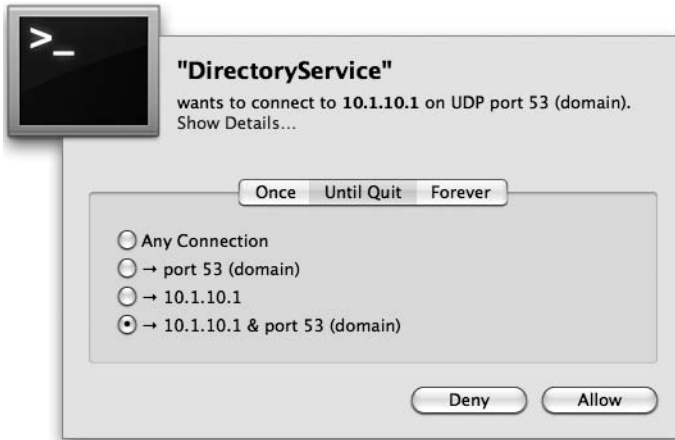 >_
"DirectoryService"
wants to connect to 10.1.10.1 on UDP port 53 (domain).
Show Details...
Once Until Quit Forever
Any Connection
→ port 53 (domain)
→ 10.1.10.1
→ 10.1.10.1 & port 53 (domain)
Deny Allow